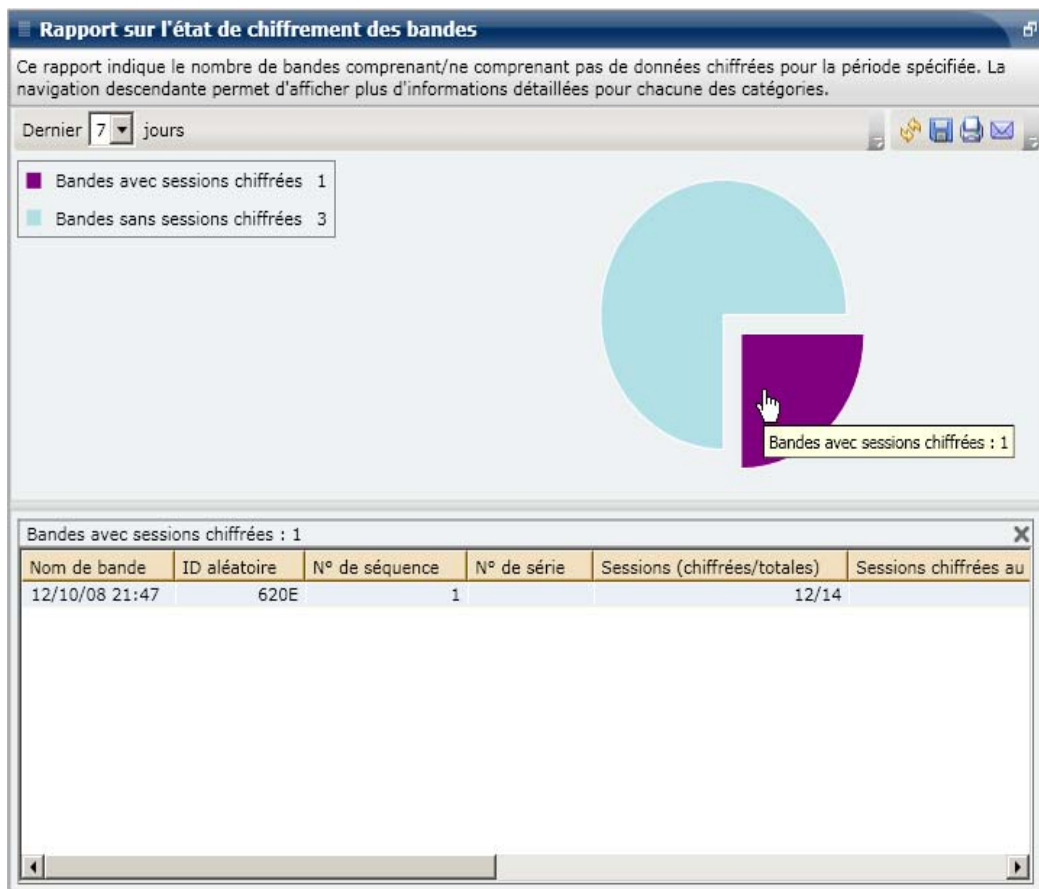 Rapport sur l'état de chiffrement des bandes
Ce rapport indique le nombre de bandes comprenant/ne comprenant pas de données chiffrées pour la période spécifiée. La
navigation descendante permet d'afficher plus d'informations détaillées pour chacune des catégories.
Dernier 7 jours
Bandes avec sessions chiffrées 1
Bandes sans sessions chiffrées 3
Bandes avec sessions chiffrées : 1
Bandes avec sessions chiffrées : 1
Nom de bande ID aléatoire Nº de séquence Nº de série Sessions (chiffrées/totales) Sessions chiffrées au
12/10/08 21:47 620E 1 12/14